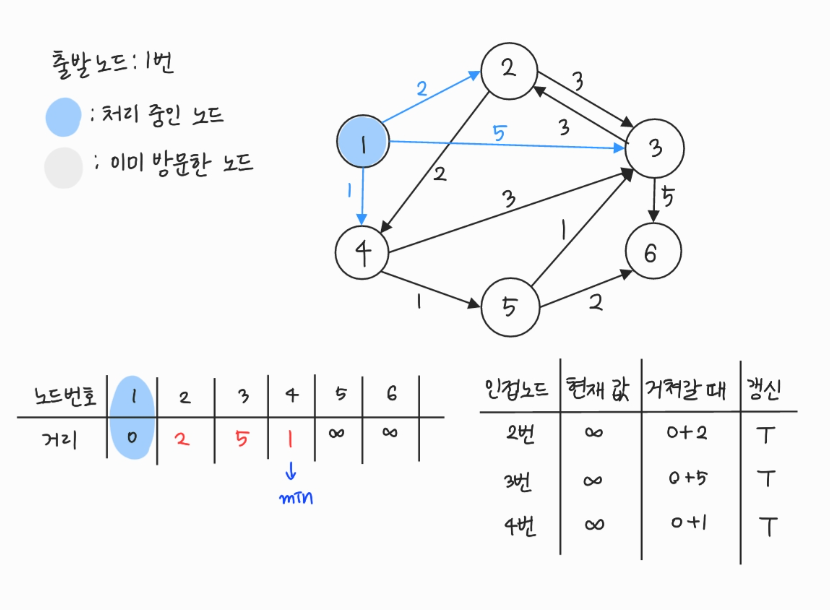 출발노드:1번
: 처리 중인 노드
: 이미 방문한 노드
2
3
2
3
5
1
3
1
2
3
5
4
1
6
1
5
2
노드번호 1 2 3 4 5 6
거리 0 2 5 1 ∞ ∞
↓
min
인접노드 현재 값 거쳐갈 때 갱신
2번 ∞ 0+2 T
3번 ∞ 0+5 T
4번 ∞ 0+1 T